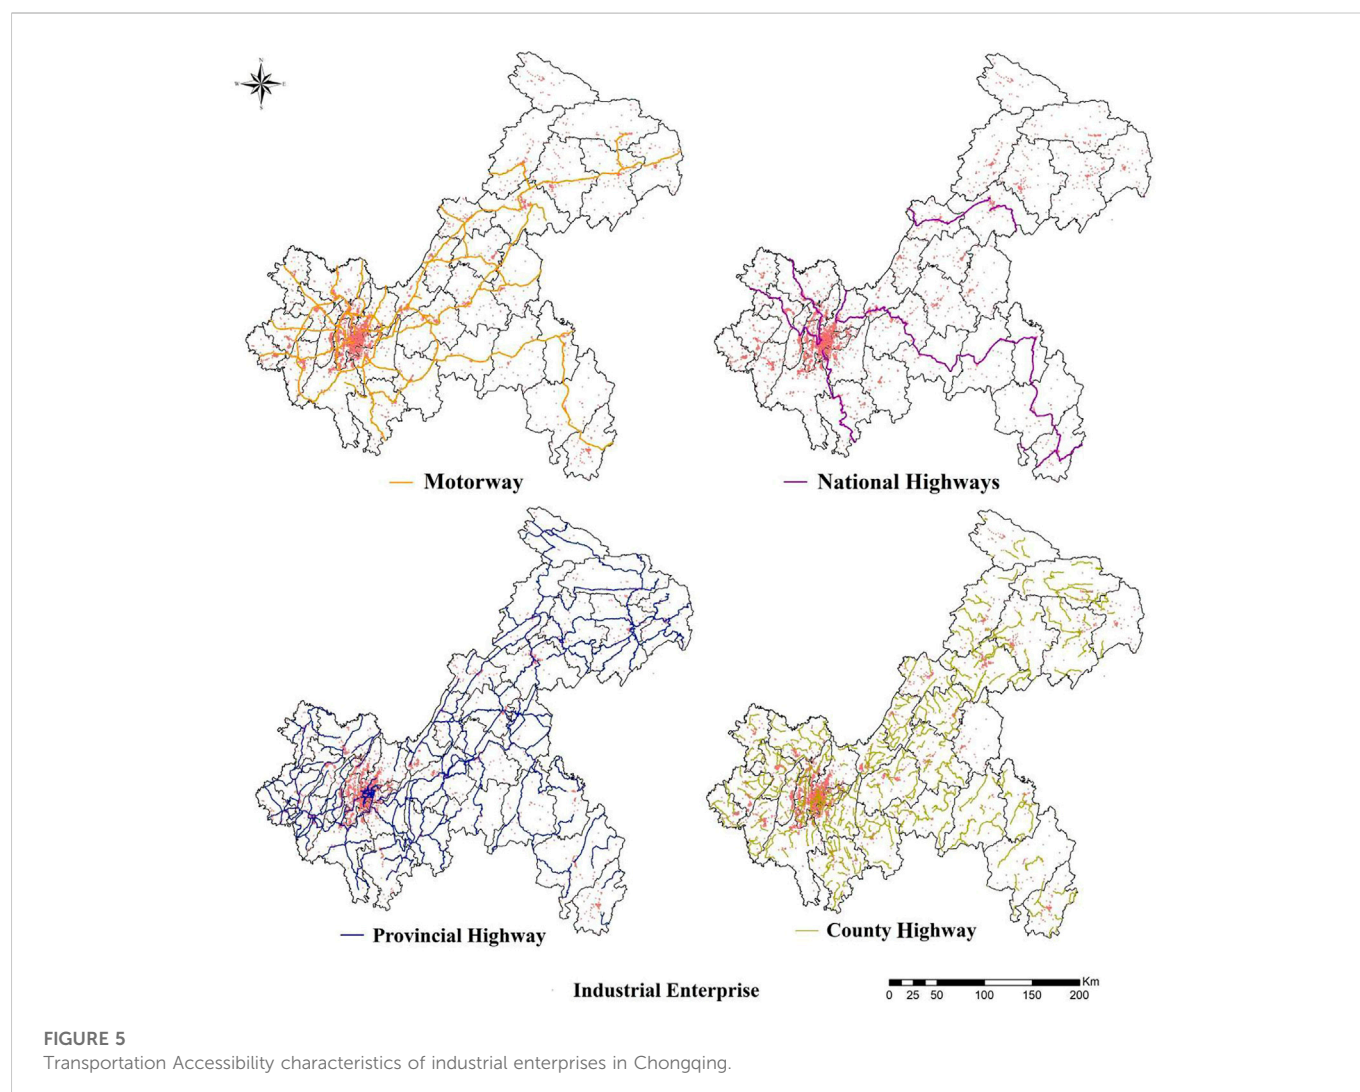 N
W E
S
Motorway
National Highways
Provincial Highway
County Highway
Industrial Enterprise
Km
0 25 50 100 150 200
FIGURE 5
Transportation Accessibility characteristics of industrial enterprises in Chongqing.